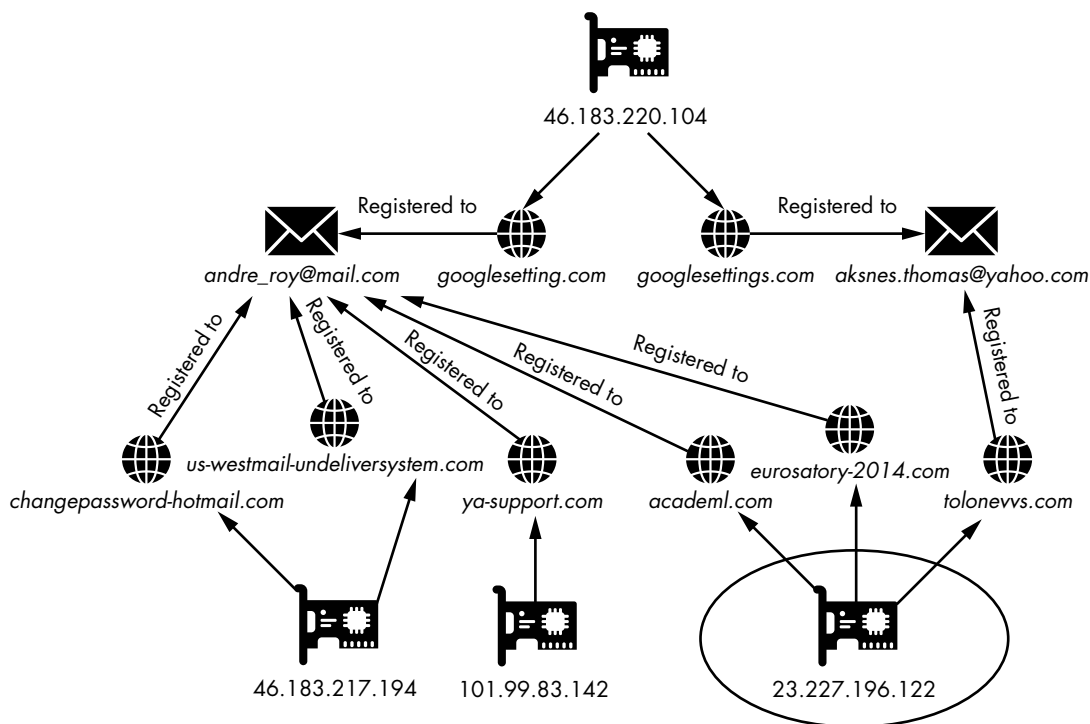 46.183.220.104
Registered to
Registered to
andre_roy@mail.com
googlesetting.com
googlesettings.com
aksnes.thomas@yahoo.com
Registered to
Registered to
Registered to
Registered to
Registered to
Registered to
changepassword-hotmail.com
us-westmail-undeliversystem.com
ya-support.com
academl.com
eurosatory-2014.com
tolonevvs.com
46.183.217.194
101.99.83.142
23.227.196.122